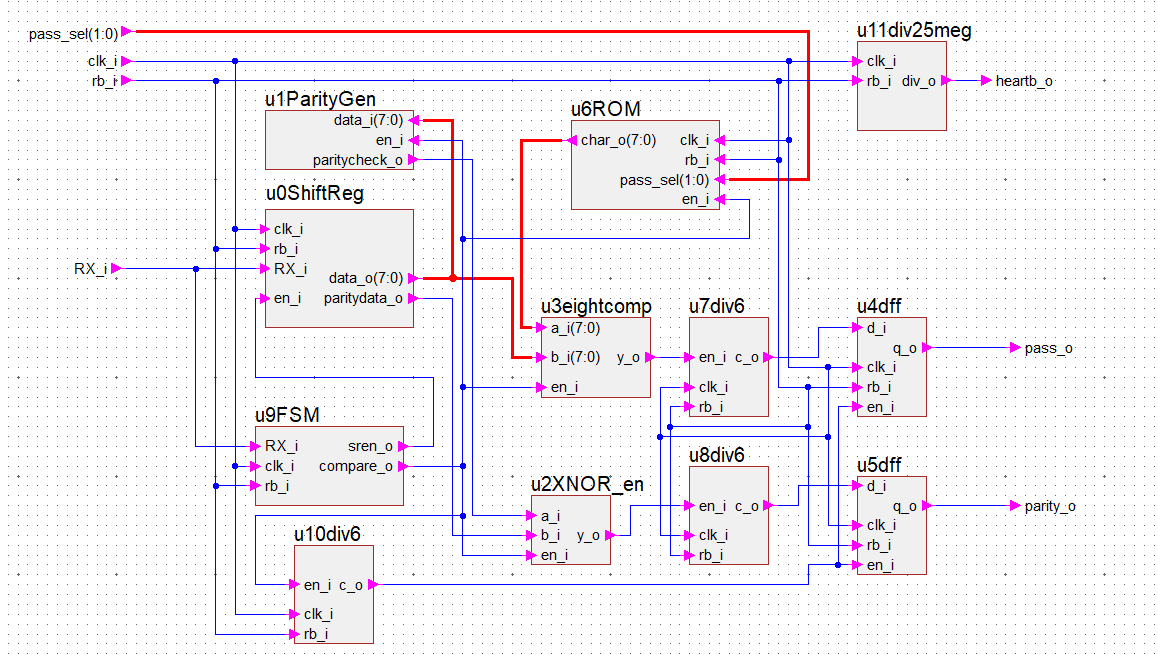 pass_sel(1:0)
clk_i
rb_i
RX_i
u1ParityGen
data_i(7:0)
en_i
paritycheck_o
u0ShiftReg
clk_i
rb_i
RX_i
data_o(7:0)
en_i paritydata_o
u9FSM
RX_i sren_o
clk_i compare_o
rb_i
u10div6
en_i c_o
clk_i
rb_i
u6ROM
char_o(7:0) clk_i
rb_i
pass_sel(1:0)
en_i
u3eightcomp
a_i(7:0)
b_i(7:0) y_o
en_i
u2XNOR_en
a_i
b_i y_o
en_i
u7div6
en_i c_o
clk_i
rb_i
u8div6
en_i c_o
clk_i
rb_i
u11div25meg
clk_i
rb_i div_o
heartb_o
u4dff
d_i
q_o
clk_i
rb_i
en_i
pass_o
u5dff
d_i
q_o
clk_i
rb_i
en_i
parity_o